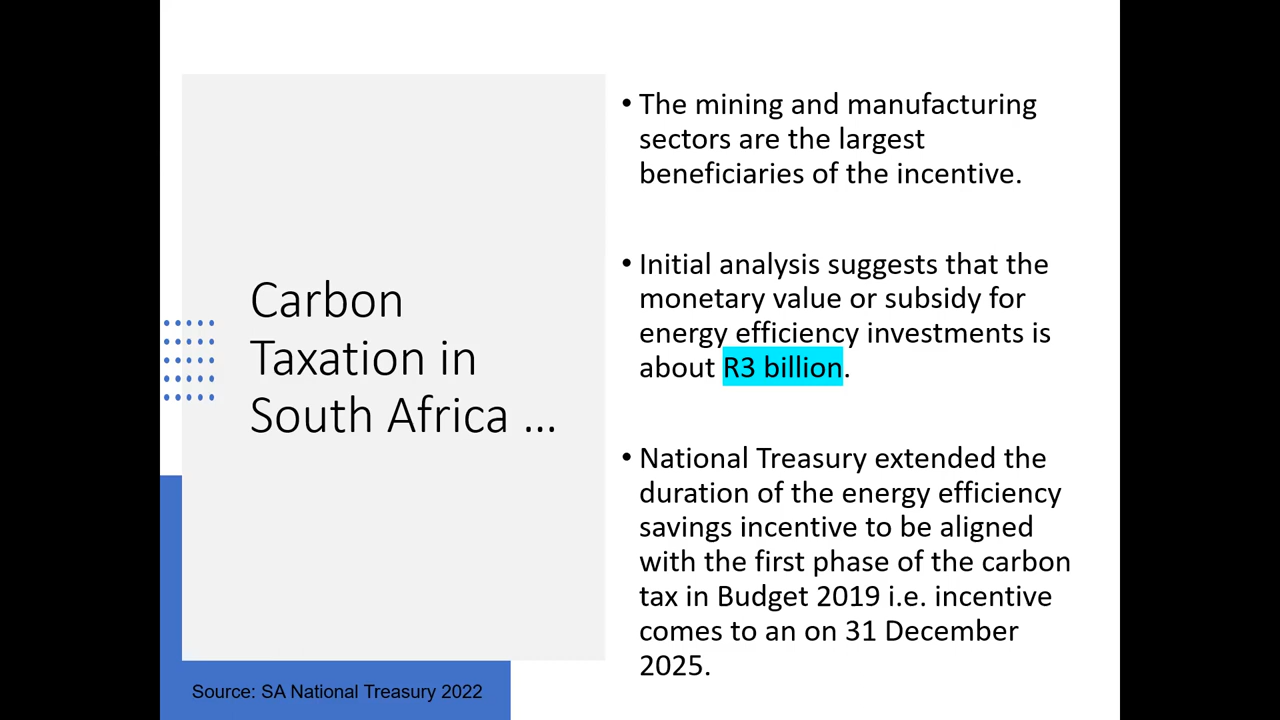 Carbon
Taxation in
South Africa ...
• The mining and manufacturing
sectors are the largest
beneficiaries of the incentive.
• Initial analysis suggests that the
monetary value or subsidy for
energy efficiency investments is
about R3 billion.
• National Treasury extended the
duration of the energy efficiency
savings incentive to be aligned
with the first phase of the carbon
tax in Budget 2019 i.e. incentive
comes to an on 31 December
2025.
Source: SA National Treasury 2022